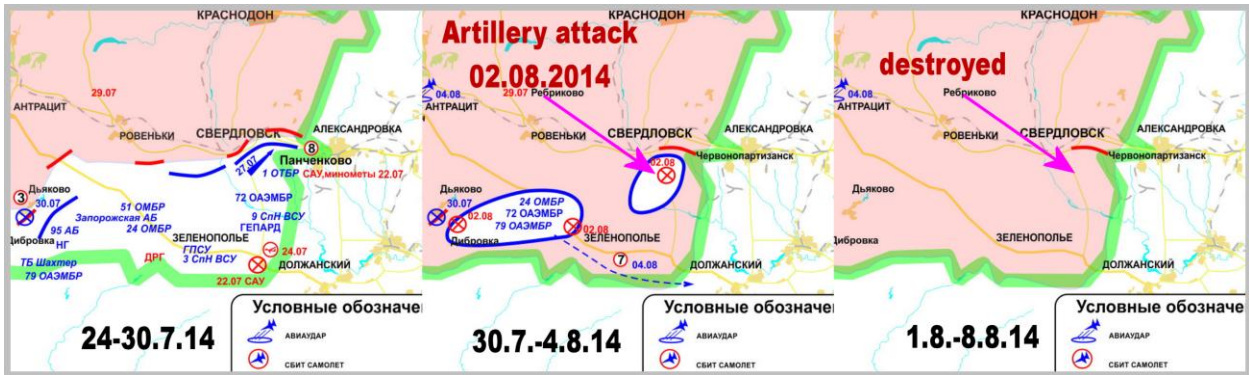 КРАСНОДОН
29.07
АНТРАЦИТ
РОВЕНЬКИ
СВЕРДЛОВСК
АЛЕКСАНДРОВКА
8
Панченково
27.07
1 ОТБР
САУ,минометы 22.07
3
Дьяково
30.07
72 ОАЭМБР
51 ОМБР
Запорожская АБ
24 ОМБР
9 СпН ВСУ
ГЕПАРД
95 АБ
НГ
Дибровка
ЗЕЛЕНОПОЛЬЕ
ГПСУ
3 СпН ВСУ
24.07
ДРГ
ТБ Шахтер
79 ОАЭМБР
ДОЛЖАНСКИЙ
22.07 САУ
Условные обозначе
АВИАУДАР
СБИТ САМОЛЕТ
24-30.7.14
КРАСНОДОН
Artillery attack
02.08.2014
04.08
29.07
Ребриково
АНТРАЦИТ
РОВЕНЬКИ
СВЕРДЛОВСК
АЛЕКСАНДРОВКА
Червонопартизанск
02.08
Дьяково
30.07
24 ОМБР
72 ОАЭМБР
79 ОАЭМБР
02.08
02.08
Дибровка
ЗЕЛЕНОПОЛЬЕ
7
04.08
ДОЛЖАНСКИЙ
Условные обозначе
АВИАУДАР
СБИТ САМОЛЕТ
30.7.-4.8.14
КРАСНОДОН
destroyed
04.08
Ребриково
АНТРАЦИТ
РОВЕНЬКИ
СВЕРДЛОВСК
АЛЕКСАНДРОВКА
Червонопартизанск
Дьяково
Дибровка
ЗЕЛЕНОПОЛЬЕ
ДОЛЖАНСКИЙ
Условные обозначе
АВИАУДАР
СБИТ САМОЛЕТ
1.8.-8.8.14